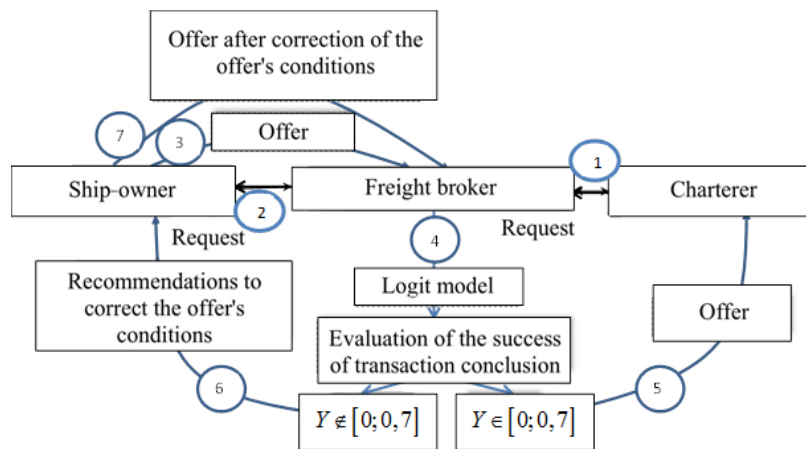 Offer after correction of the
offer's conditions
7
3
Offer
1
Ship-owner
Freight broker
Charterer
2
Request
4
Request
Recommendations to
correct the offer's
conditions
Logit model
Offer
Evaluation of the success
of transaction conclusion
6
5
Y ∉ [0; 0,7]
Y ∈ [0; 0,7]